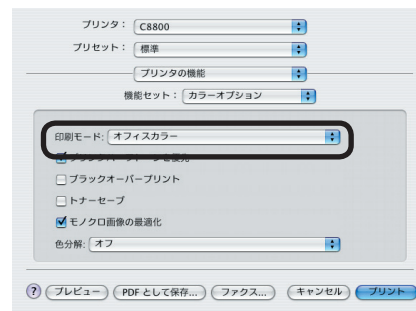 プリンタ： C8800
プリセット： 標準
プリンタの機能
機能セット： カラーオプション
印刷モード: オフィスカラー
ブラックオーバープリント
トナーセーブ
モノクロ画像の最適化
色分解: オフ
? プレビュー PDF として保存... ファクス... キャンセル プリント